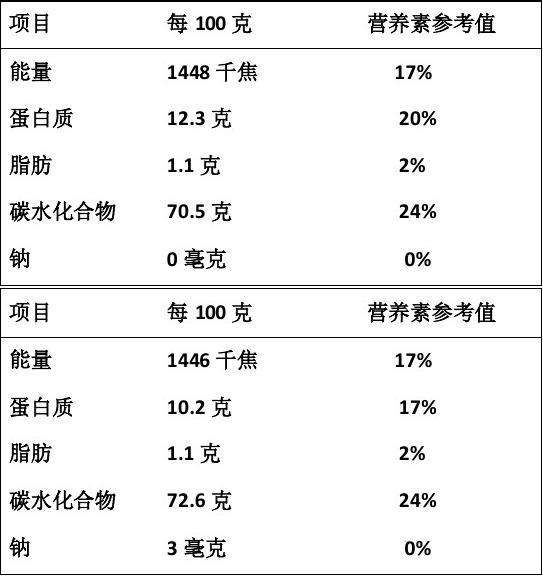 项目 每 100 克 营养素参考值
能量 1448 千焦 17%
蛋白质 12.3 克 20%
脂肪 1.1 克 2%
碳水化合物 70.5 克 24%
钠 0 毫克 0%
项目 每 100 克 营养素参考值
能量 1446 千焦 17%
蛋白质 10.2 克 17%
脂肪 1.1 克 2%
碳水化合物 72.6 克 24%
钠 3 毫克 0%